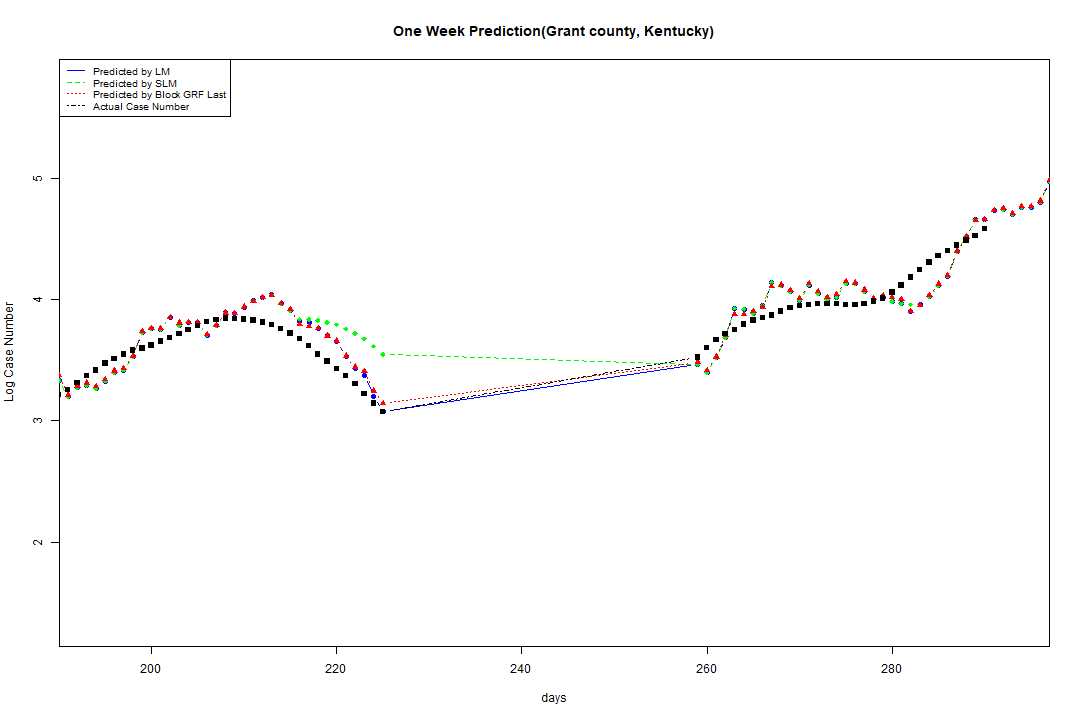 One Week Prediction(Grant county, Kentucky)
Predicted by LM
Predicted by SLM
Predicted by Block GRF Last
Actual Case Number
Log Case Number
5
4
3
2
200 220 240 260 280
days